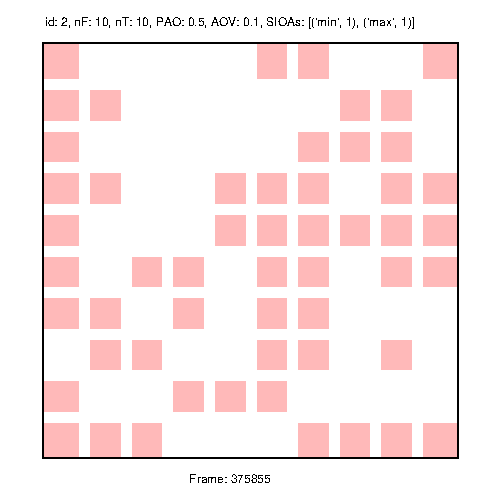 id: 2, nF: 10, nT: 10, PAO: 0.5, AOV: 0.1, SIOAs: [('min', 1), ('max', 1)]
Frame: 375855